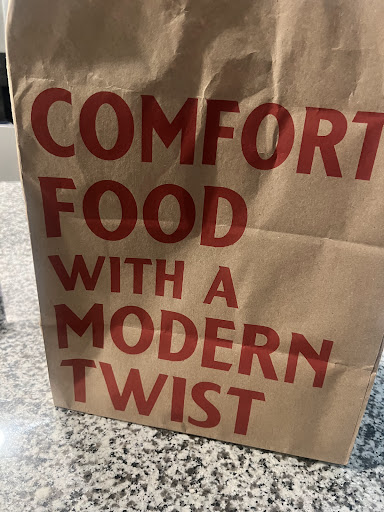 COMFORT
FOOD
WITH A
MODERN
TWIST